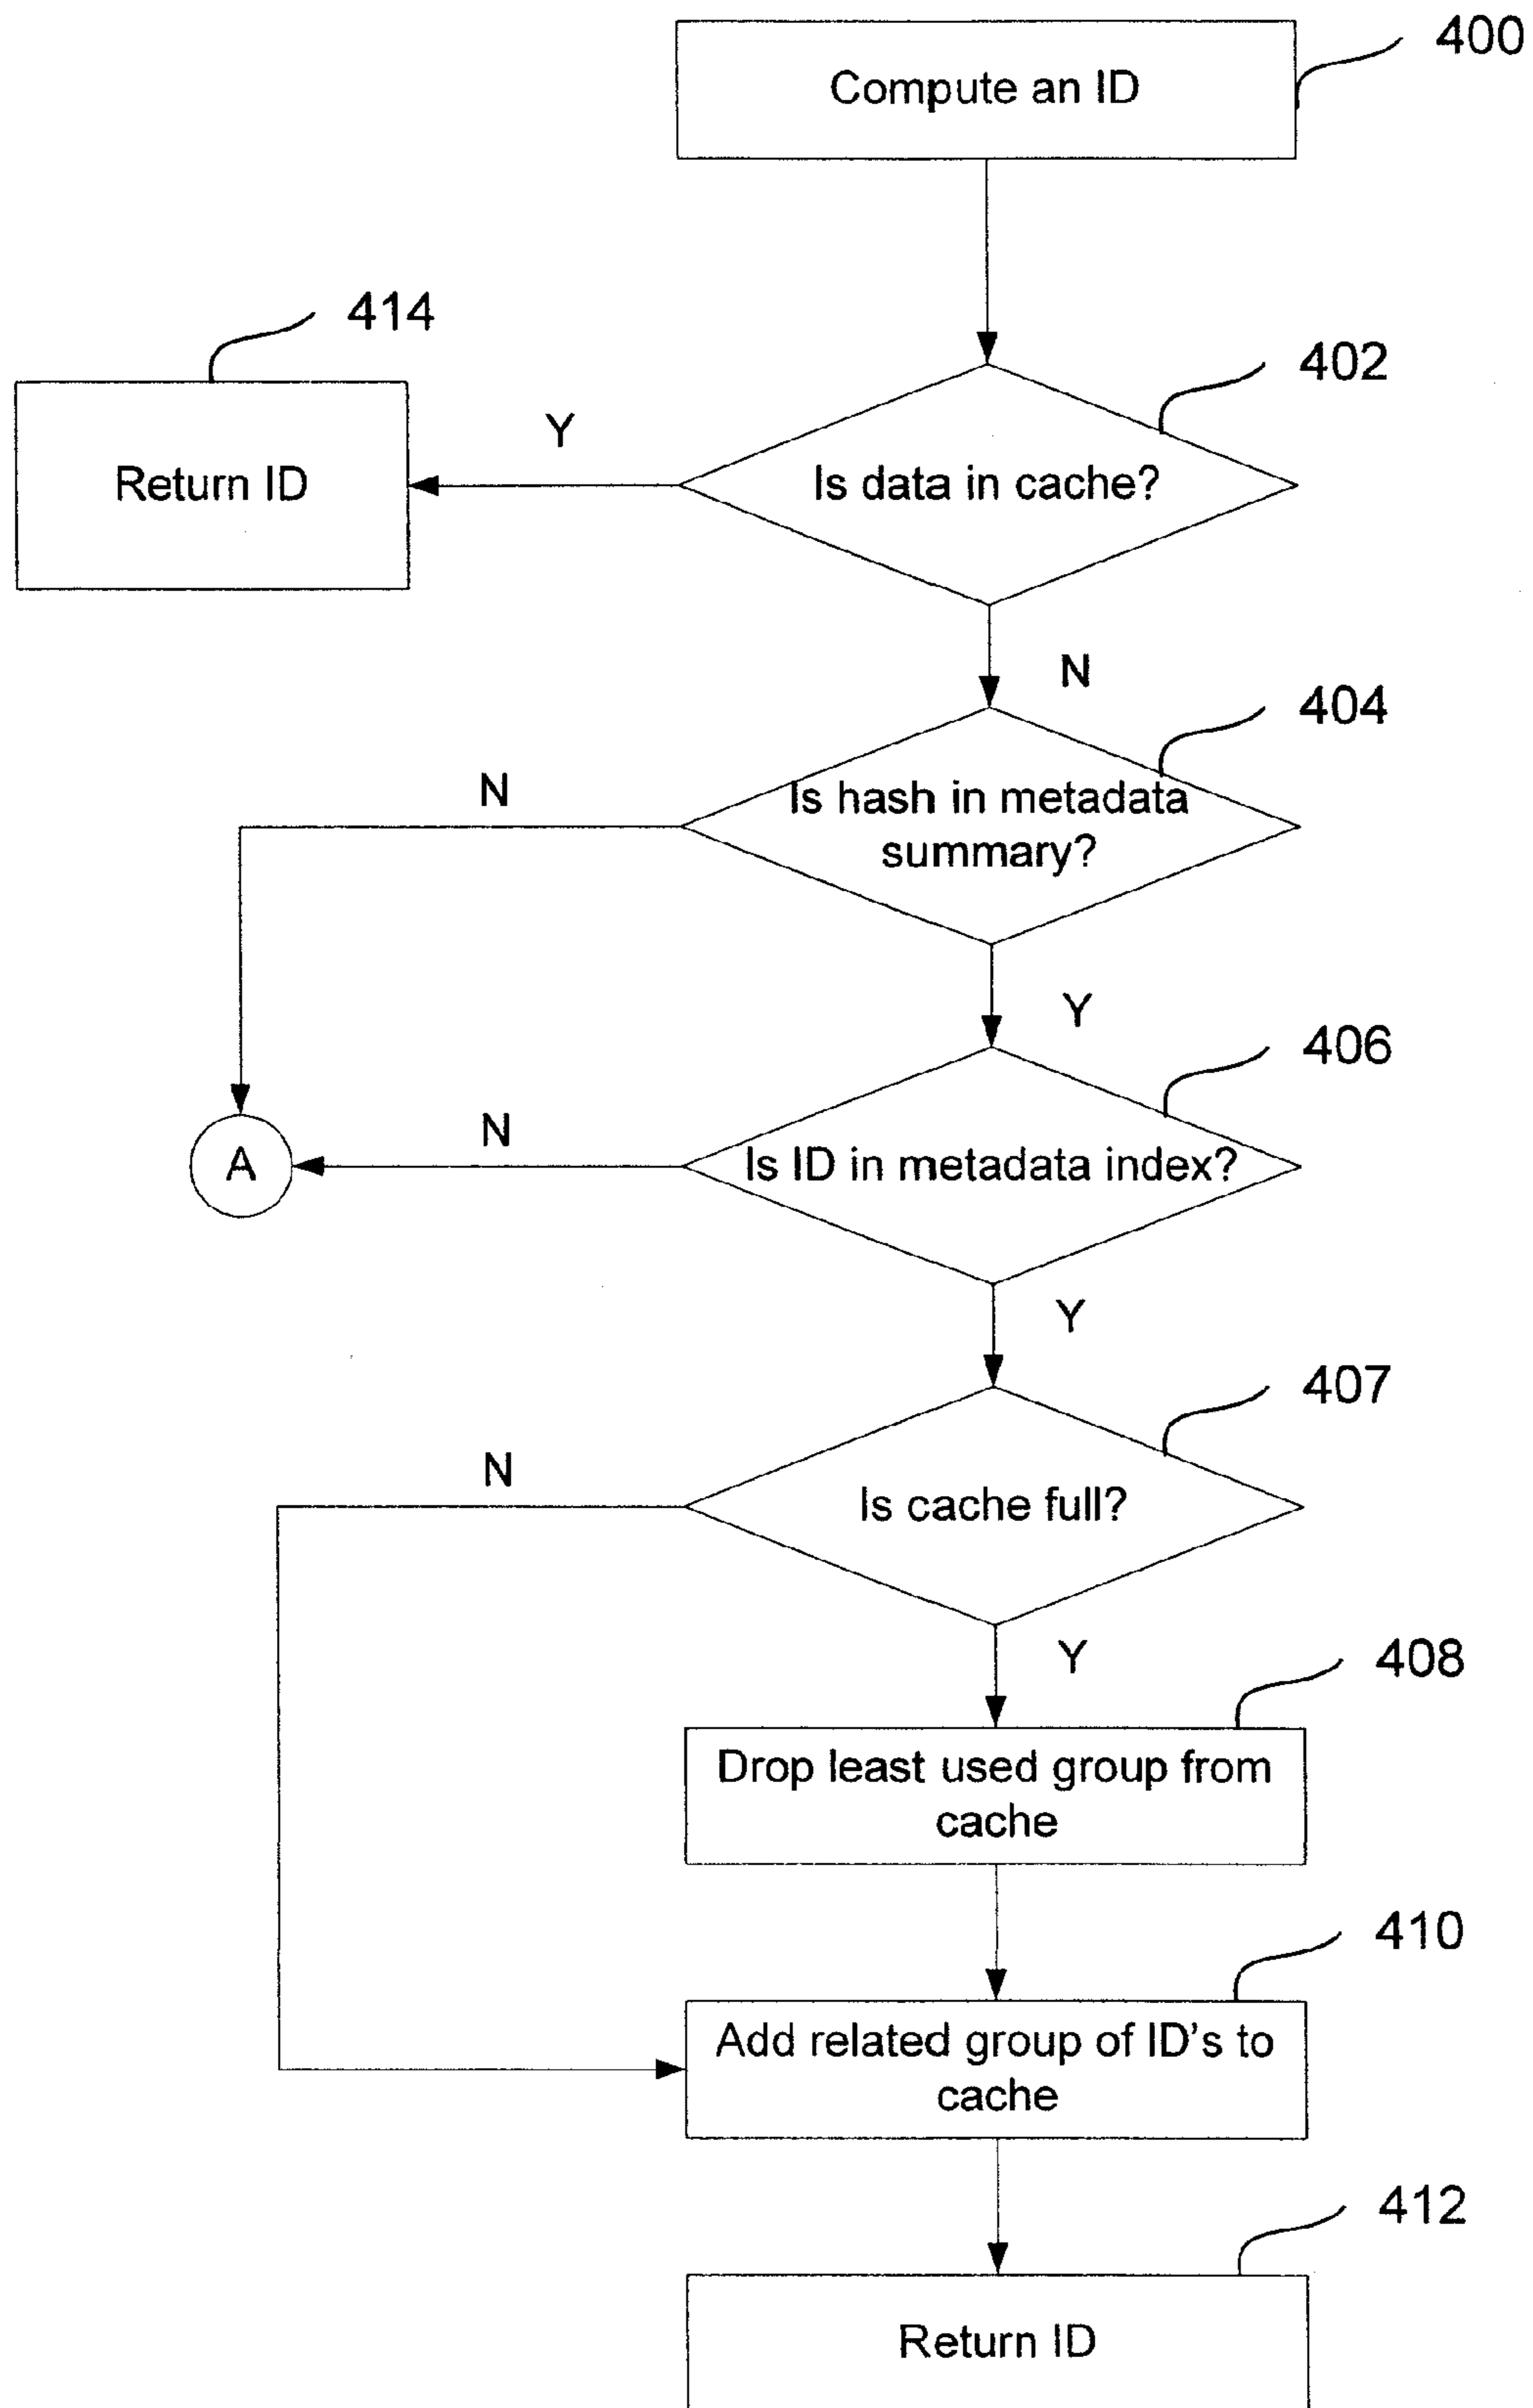 400
Compute an ID
414
402
Y
Return ID
Is data in cache?
N
404
N
Is hash in metadata
summary?
Y
406
N
A
Is ID in metadata index?
Y
407
N
Is cache full?
Y
408
Drop least used group from
cache
410
Add related group of ID's to
cache
412
Return ID